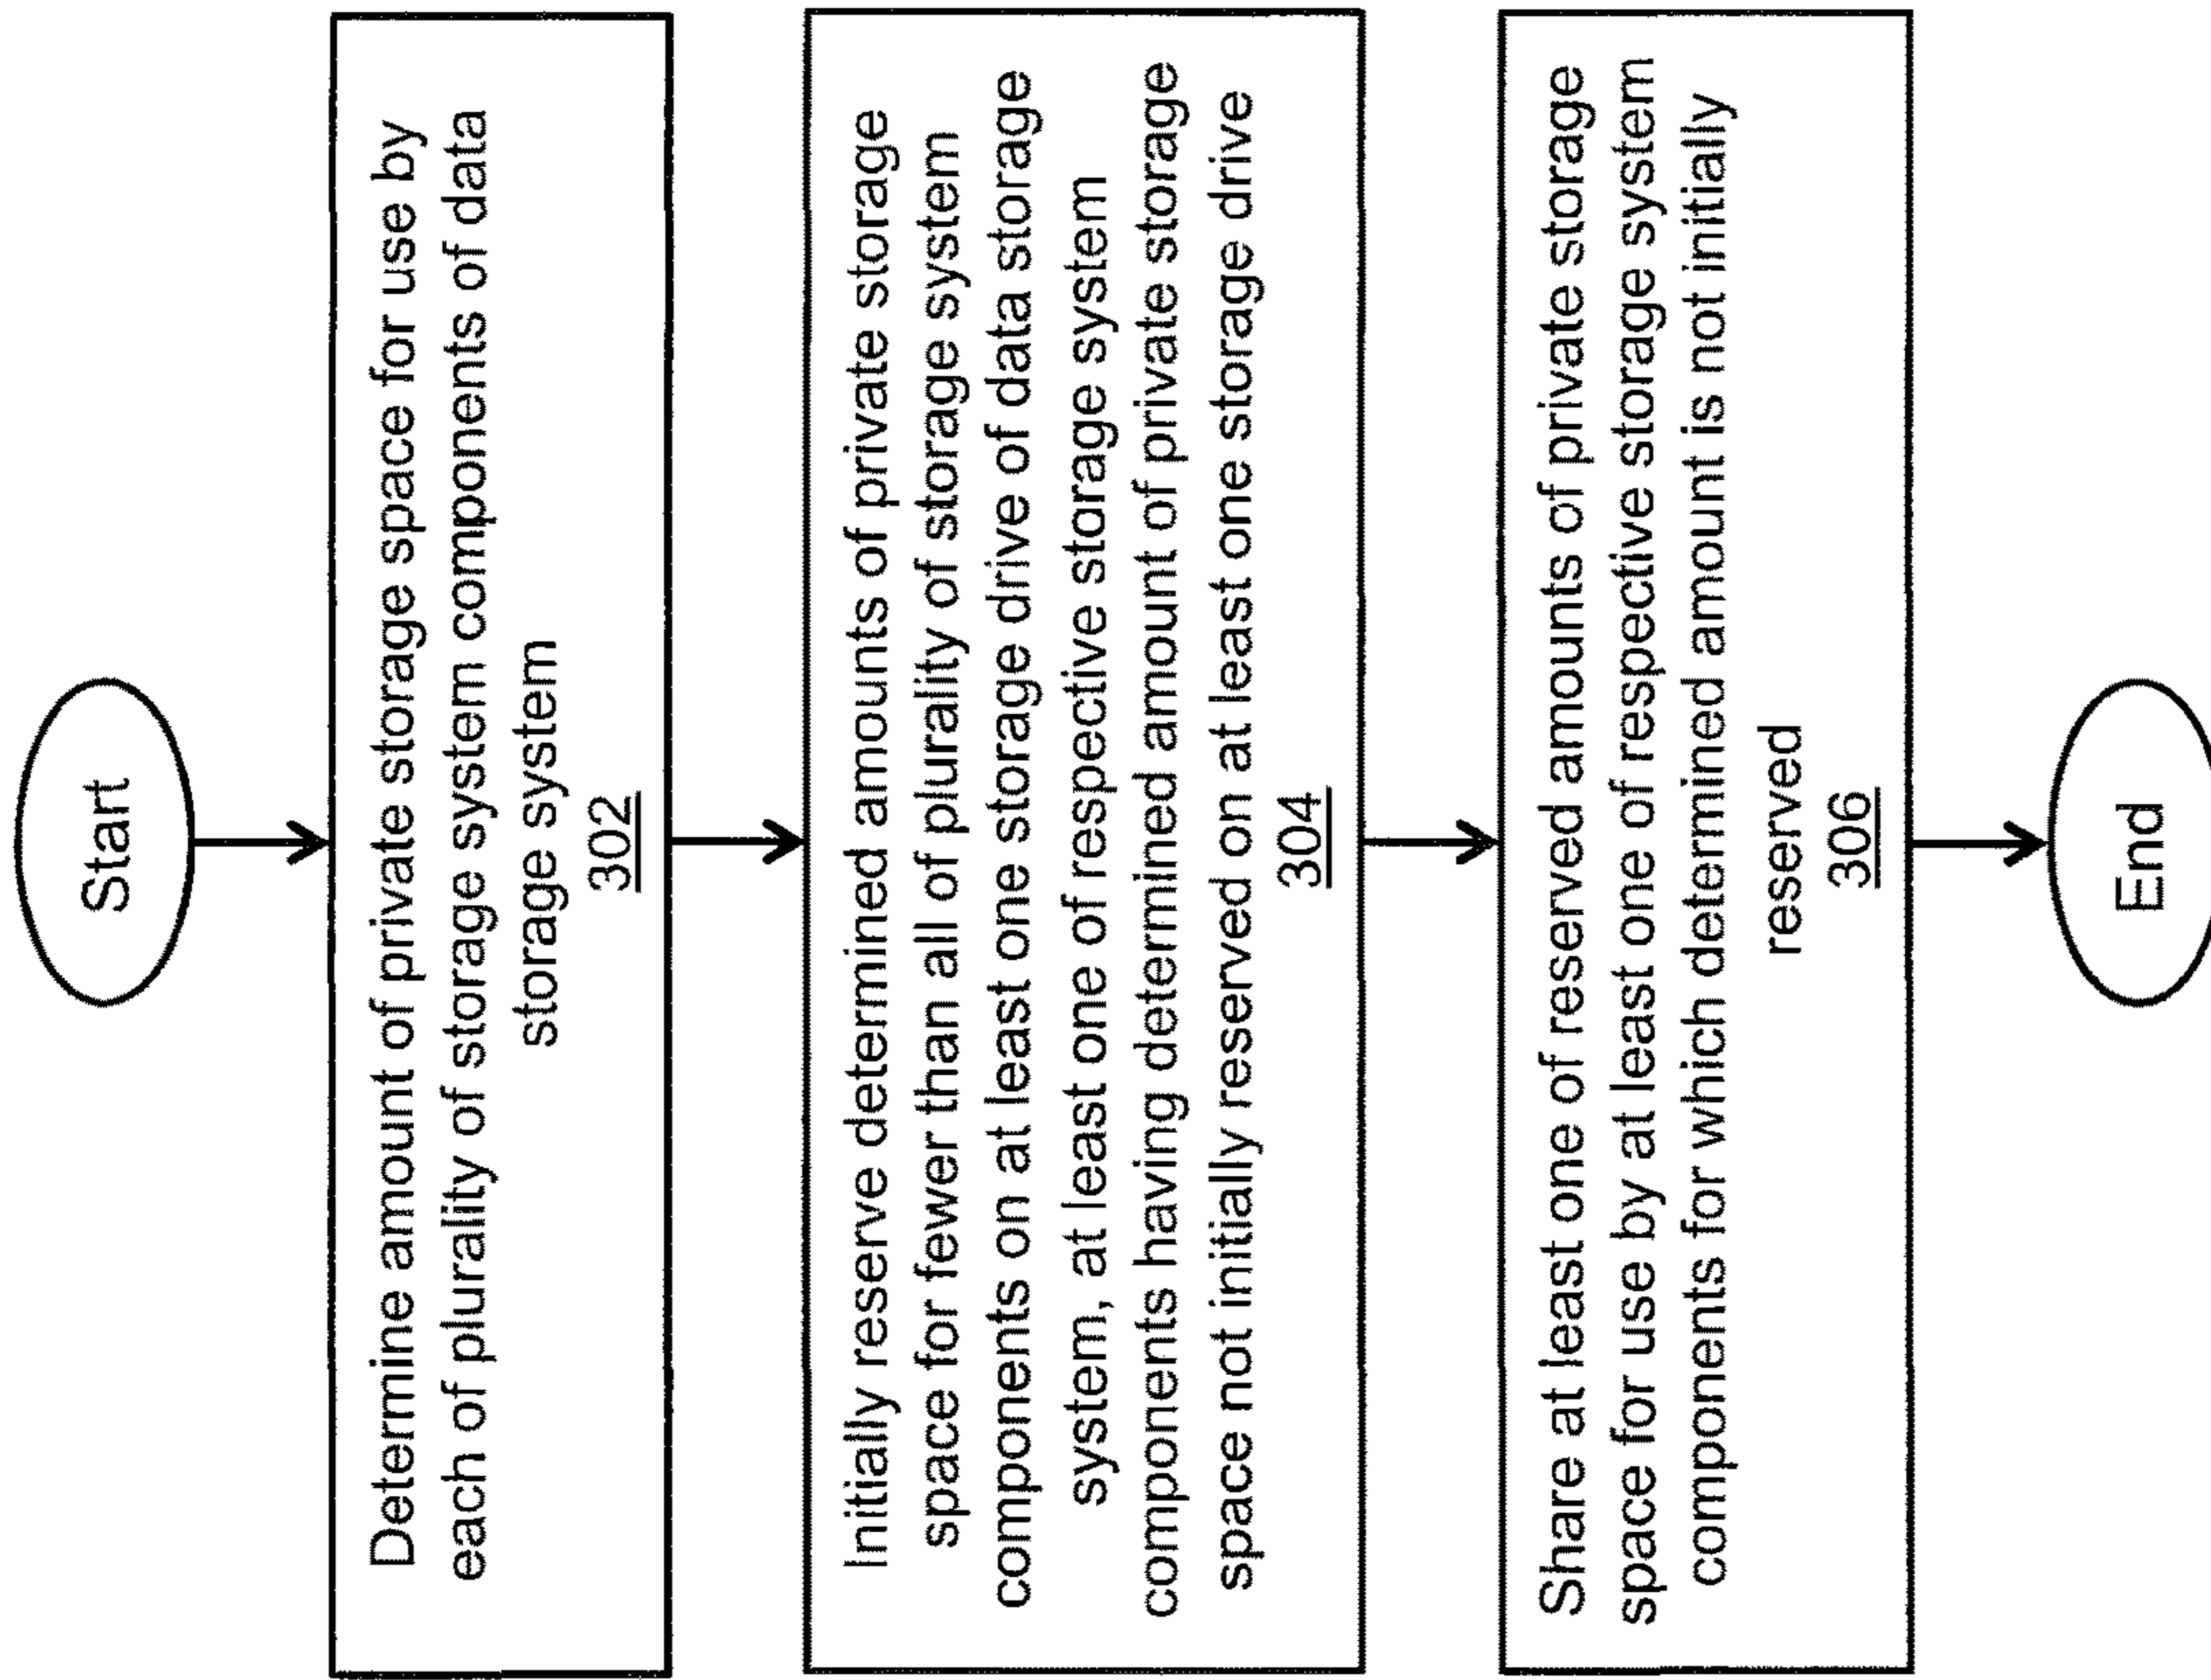 Start
Determine amount of private storage space for use by
each of plurality of storage system components of data
storage system
302
Initially reserve determined amounts of private storage
space for fewer than all of plurality of storage system
components on at least one storage drive of data storage
system, at least one of respective storage system
components having determined amount of private storage
space not initially reserved on at least one storage drive
304
Share at least one of reserved amounts of private storage
space for use by at least one of respective storage system
components for which determined amount is not initially
reserved
306
End